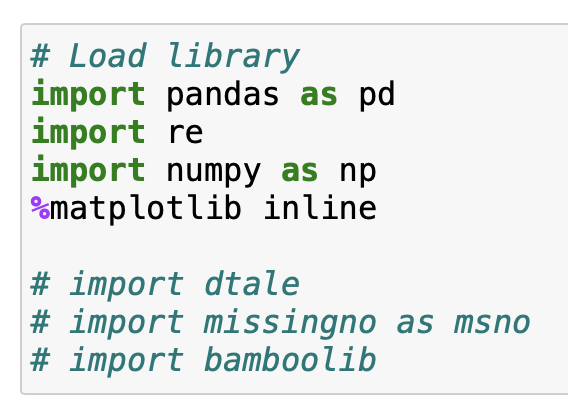 # Load library
import pandas as pd
import re
import numpy as np
%matplotlib inline
# import dtale
# import missingno as msno
# import bamboolib